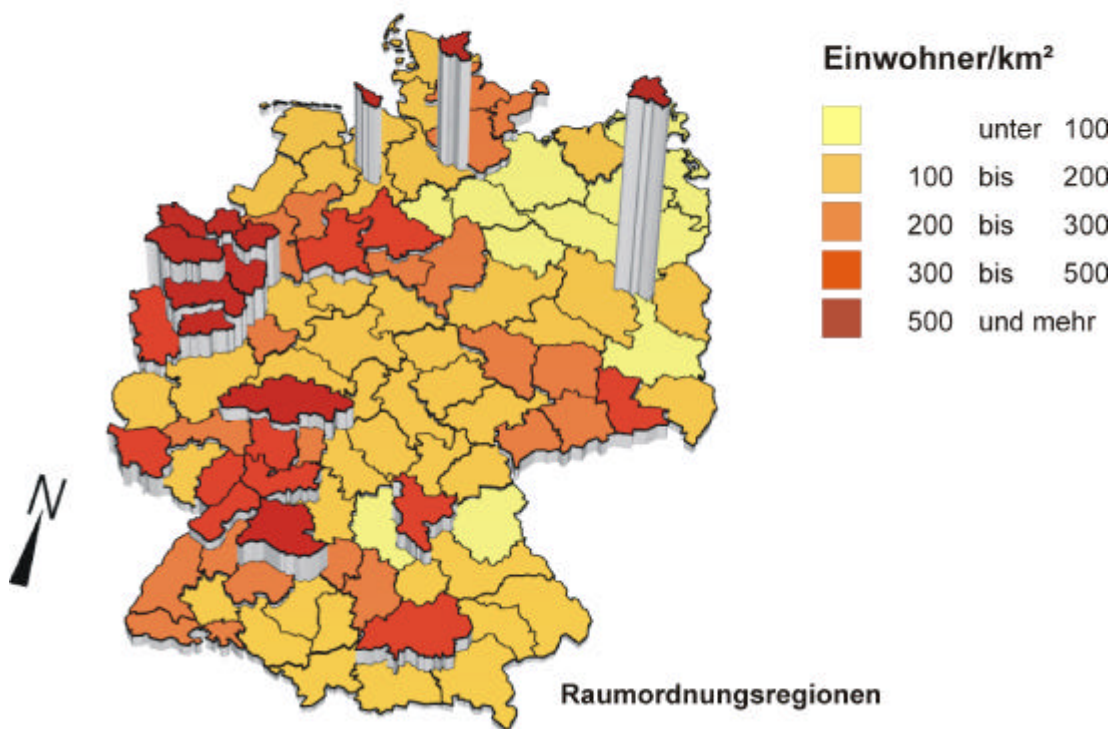 Einwohner/km²
unter 100
100 bis 200
200 bis 300
300 bis 500
500 und mehr
N
Raumordnungsregionen